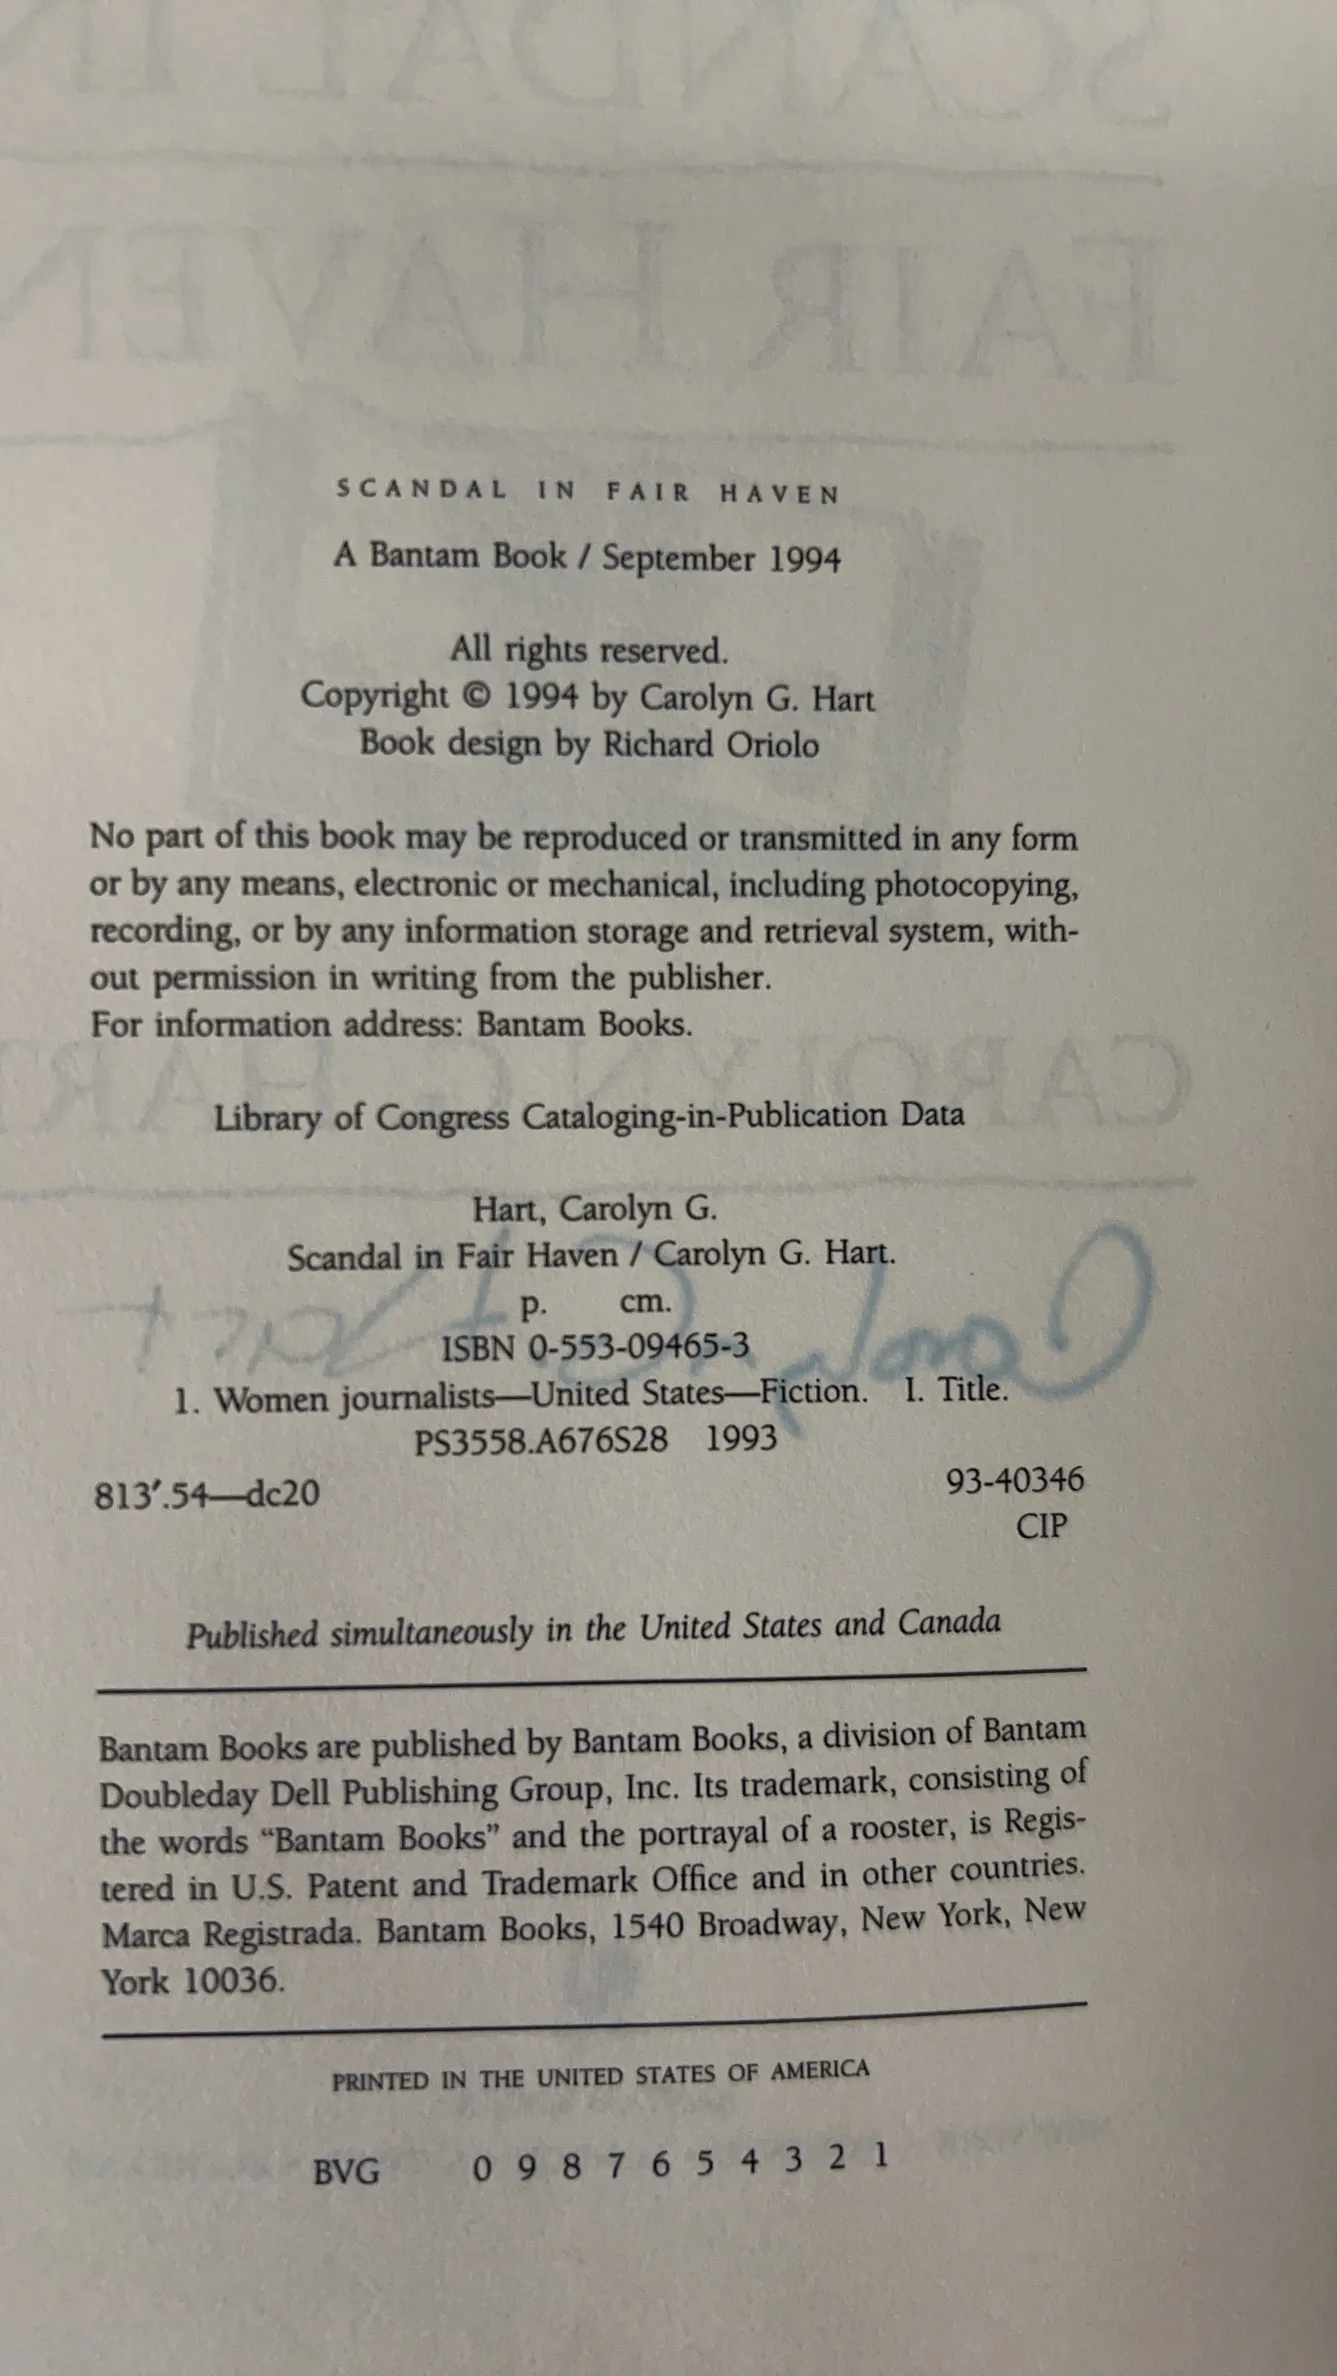 SCANDAL IN FAIR HAVEN
A Bantam Book / September 1994
All rights reserved.
Copyright © 1994 by Carolyn G. Hart
Book design by Richard Oriolo
No part of this book may be reproduced or transmitted in any form
or by any means, electronic or mechanical, including photocopying,
recording, or by any information storage and retrieval system, with-
out permission in writing from the publisher.
For information address: Bantam Books.
Library of Congress Cataloging-in-Publication Data
Hart, Carolyn G.
Scandal in Fair Haven / Carolyn G. Hart.
p. cm.
ISBN 0-553-09465-3
1. Women journalists—United States—Fiction. I. Title.
PS3558.A676S28 1993
813′.54—dc20 93-40346
CIP
Published simultaneously in the United States and Canada
Bantam Books are published by Bantam Books, a division of Bantam
Doubleday Dell Publishing Group, Inc. Its trademark, consisting of
the words “Bantam Books” and the portrayal of a rooster, is Regis-
tered in U.S. Patent and Trademark Office and in other countries.
Marca Registrada. Bantam Books, 1540 Broadway, New York, New
York 10036.
PRINTED IN THE UNITED STATES OF AMERICA
BVG 0 9 8 7 6 5 4 3 2 1